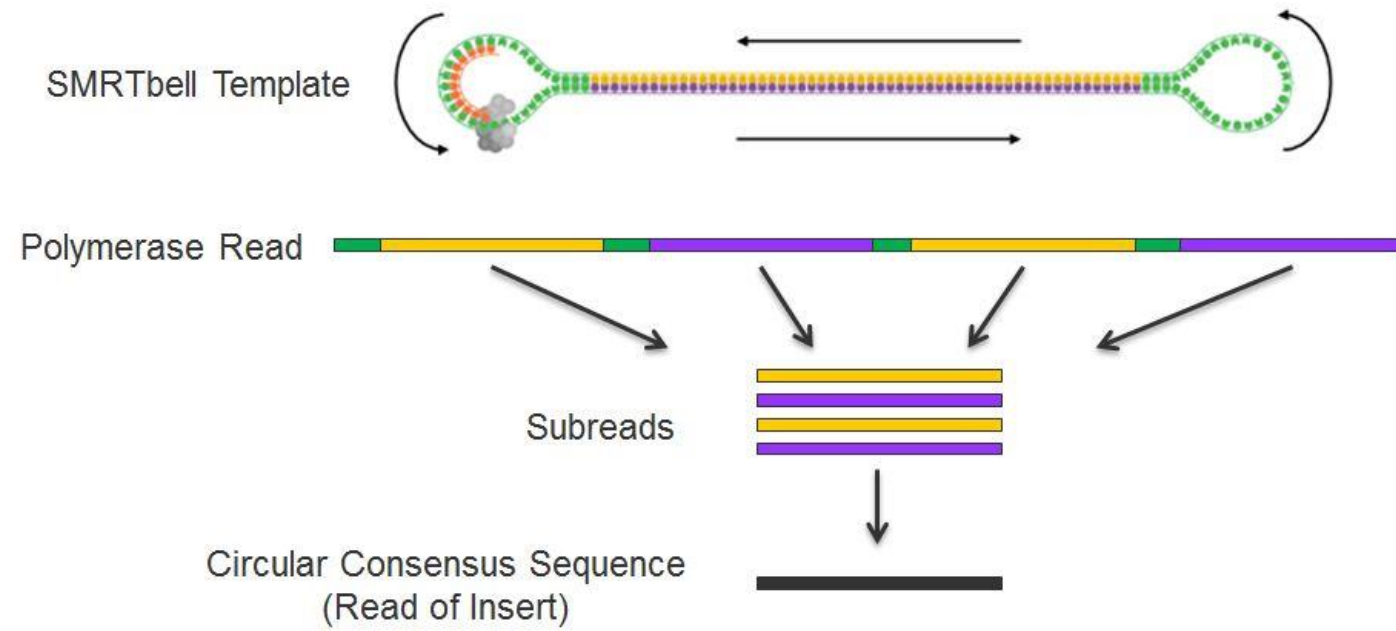 SMRTbell Template
Polymerase Read
Subreads
Circular Consensus Sequence
(Read of Insert)